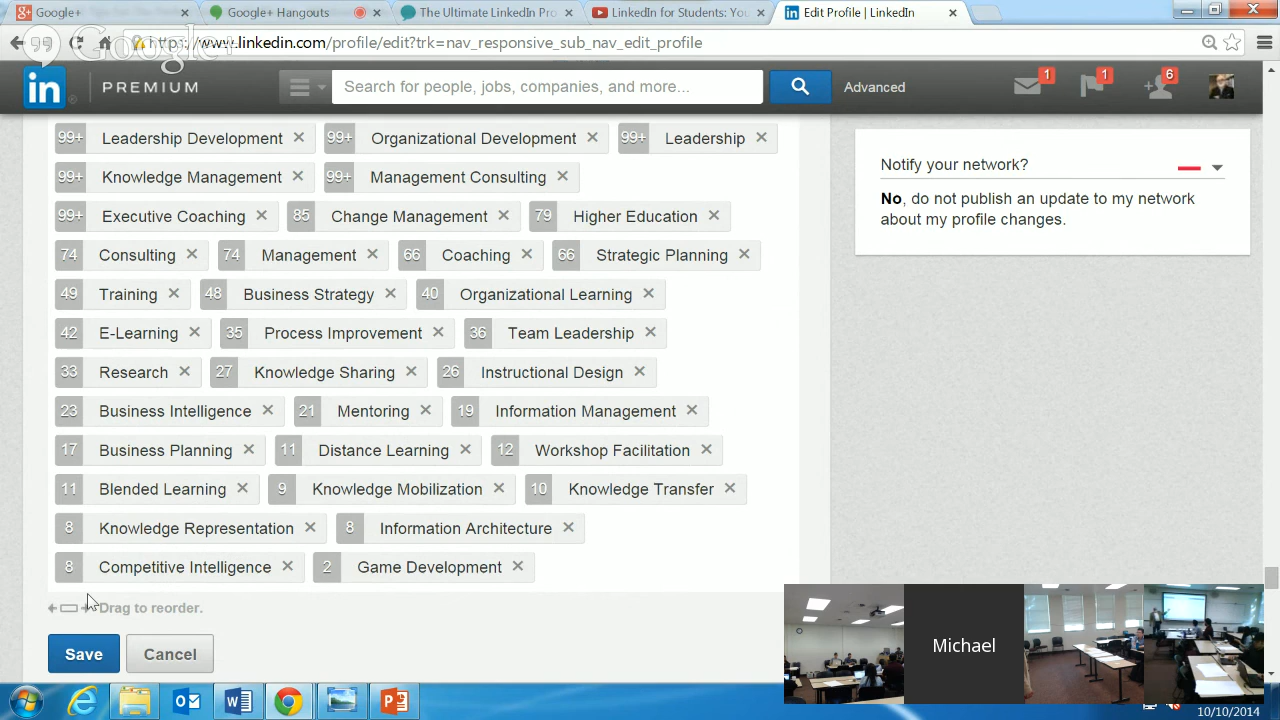 Google+
Google+ Hangouts
The Ultimate LinkedIn Pro
LinkedIn for Students: You
Edit Profile | LinkedIn
https://www.linkedin.com/profile/edit?trk=nav_responsive_sub_nav_edit_profile
Google+
in PREMIUM
Search for people, jobs, companies, and more...
Advanced
1 1 6
99+ Leadership Development × 99+ Organizational Development × 99+ Leadership ×
99+ Knowledge Management × 99+ Management Consulting ×
99+ Executive Coaching × 85 Change Management × 79 Higher Education ×
74 Consulting × 74 Management × 66 Coaching × 66 Strategic Planning ×
49 Training × 48 Business Strategy × 40 Organizational Learning ×
42 E-Learning × 35 Process Improvement × 36 Team Leadership ×
33 Research × 27 Knowledge Sharing × 26 Instructional Design ×
23 Business Intelligence × 21 Mentoring × 19 Information Management ×
17 Business Planning × 11 Distance Learning × 12 Workshop Facilitation ×
11 Blended Learning × 9 Knowledge Mobilization × 10 Knowledge Transfer ×
8 Knowledge Representation × 8 Information Architecture ×
8 Competitive Intelligence × 2 Game Development ×
Drag to reorder.
Save Cancel
Notify your network?
No, do not publish an update to my network
about my profile changes.
Michael
10/10/2014